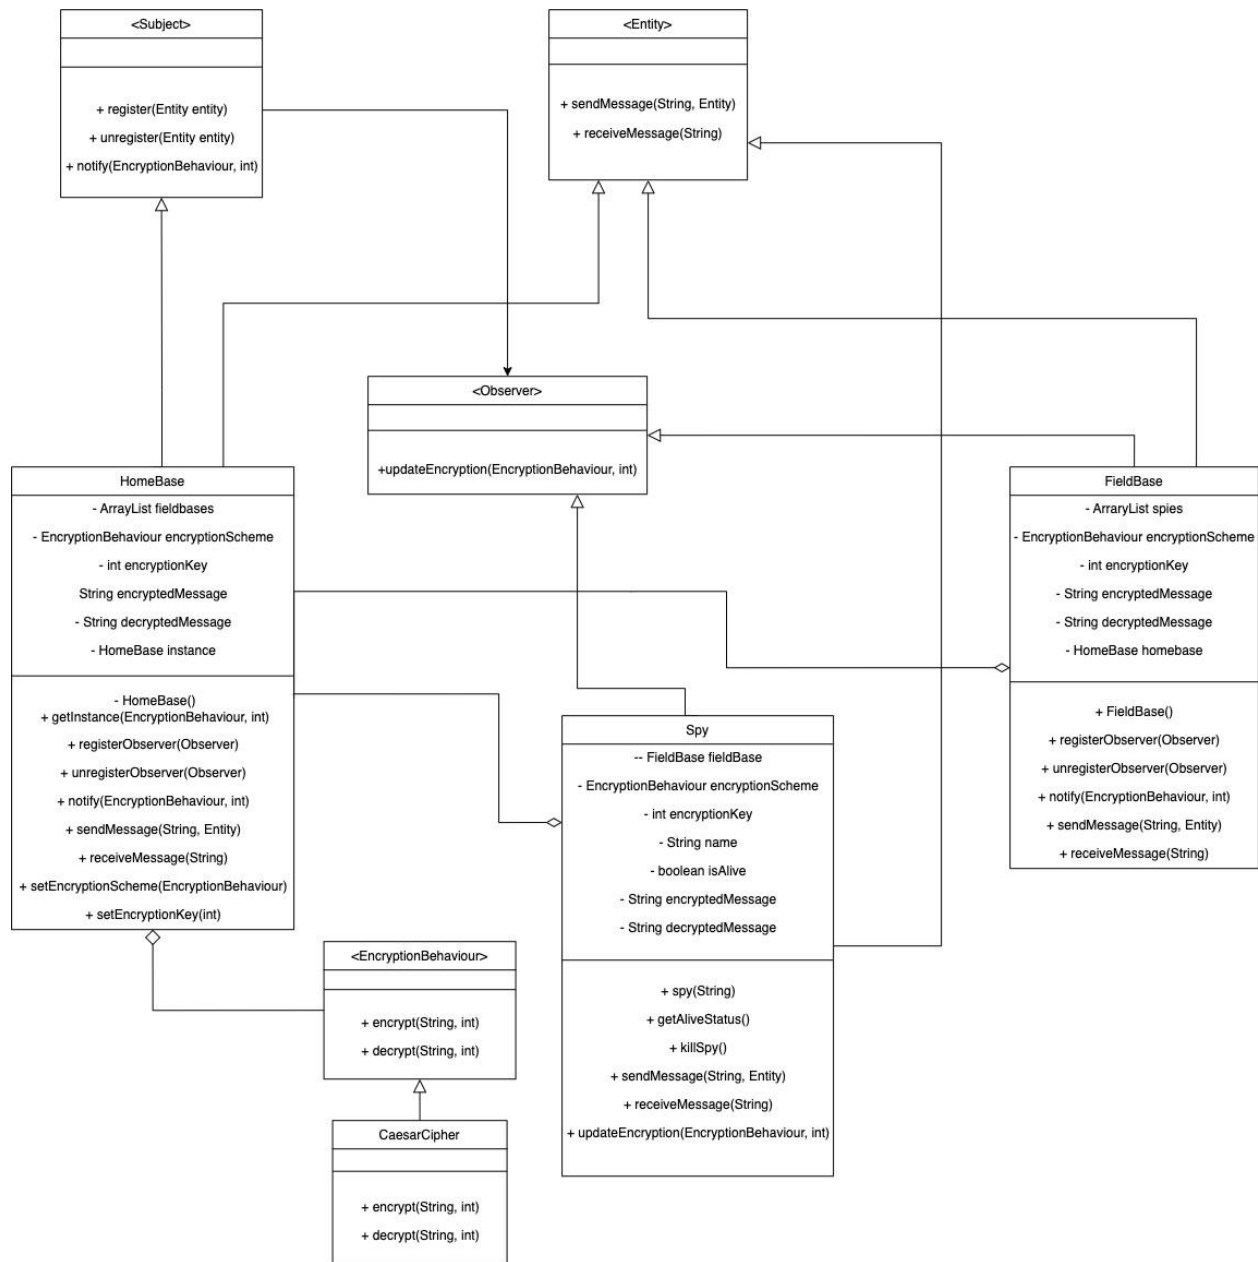 <Subject>
+ register(Entity entity)
+ unregister(Entity entity)
+ notify(EncryptionBehaviour, int)
<Entity>
+ sendMessage(String, Entity)
+ receiveMessage(String)
<Observer>
+updateEncryption(EncryptionBehaviour, int)
HomeBase
- ArrayList fieldbases
- EncryptionBehaviour encryptionScheme
- int encryptionKey
String encryptedMessage
- String decryptedMessage
- HomeBase instance
- HomeBase()
+ getInstance(EncryptionBehaviour, int)
+ registerObserver(Observer)
+ unregisterObserver(Observer)
+ notify(EncryptionBehaviour, int)
+ sendMessage(String, Entity)
+ receiveMessage(String)
+ setEncryptionScheme(EncryptionBehaviour)
+ setEncryptionKey(int)
FieldBase
- ArraryList spies
- EncryptionBehaviour encryptionScheme
- int encryptionKey
- String encryptedMessage
- String decryptedMessage
- HomeBase homebase
+ FieldBase()
+ registerObserver(Observer)
+ unregisterObserver(Observer)
+ notify(EncryptionBehaviour, int)
+ sendMessage(String, Entity)
+ receiveMessage(String)
Spy
-- FieldBase fieldBase
- EncryptionBehaviour encryptionScheme
- int encryptionKey
- String name
- boolean isAlive
- String encryptedMessage
- String decryptedMessage
+ spy(String)
+ getAliveStatus()
+ killSpy()
+ sendMessage(String, Entity)
+ receiveMessage(String)
+ updateEncryption(EncryptionBehaviour, int)
<EncryptionBehaviour>
+ encrypt(String, int)
+ decrypt(String, int)
CaesarCipher
+ encrypt(String, int)
+ decrypt(String, int)